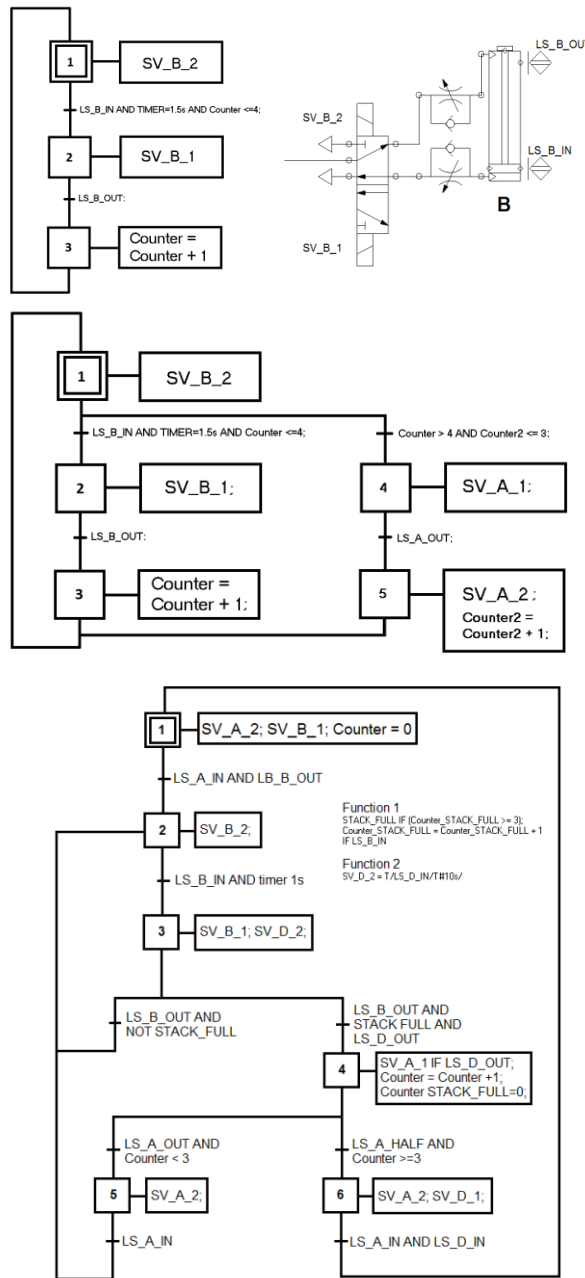 1
SV_B_2
LS_B_IN AND TIMER=1.5s AND Counter <=4;
2
SV_B_1
LS_B_OUT:
3
Counter =
Counter + 1
LS_B_OU
SV_B_2
LS_B_IN
B
SV_B_1
1
SV_B_2
LS_B_IN AND TIMER=1.5s AND Counter <=4;
Counter > 4 AND Counter2 <= 3;
2
SV_B_1;
4
SV_A_1;
LS_B_OUT:
LS_A_OUT;
3
Counter =
Counter + 1;
5
SV_A_2 ;
Counter2 =
Counter2 + 1;
1
SV_A_2; SV_B_1; Counter = 0
LS_A_IN AND LB_B_OUT
2
SV_B_2;
Function 1
STACK_FULL IF (Counter_STACK_FULL >= 3);
Counter_STACK_FULL = Counter_STACK_FULL + 1
IF LS_B_IN
Function 2
SV_D_2 = T/LS_D_IN/T#10s/
LS_B_IN AND timer 1s
3
SV_B_1; SV_D_2;
LS_B_OUT AND
NOT STACK_FULL
LS_B_OUT AND
STACK FULL AND
LS_D_OUT
4
SV_A_1 IF LS_D_OUT;
Counter = Counter +1;
Counter STACK_FULL=0;
LS_A_OUT AND
Counter < 3
LS_A_HALF AND
Counter >=3
5
SV_A_2;
6
SV_A_2; SV_D_1;
LS_A_IN
LS_A_IN AND LS_D_IN